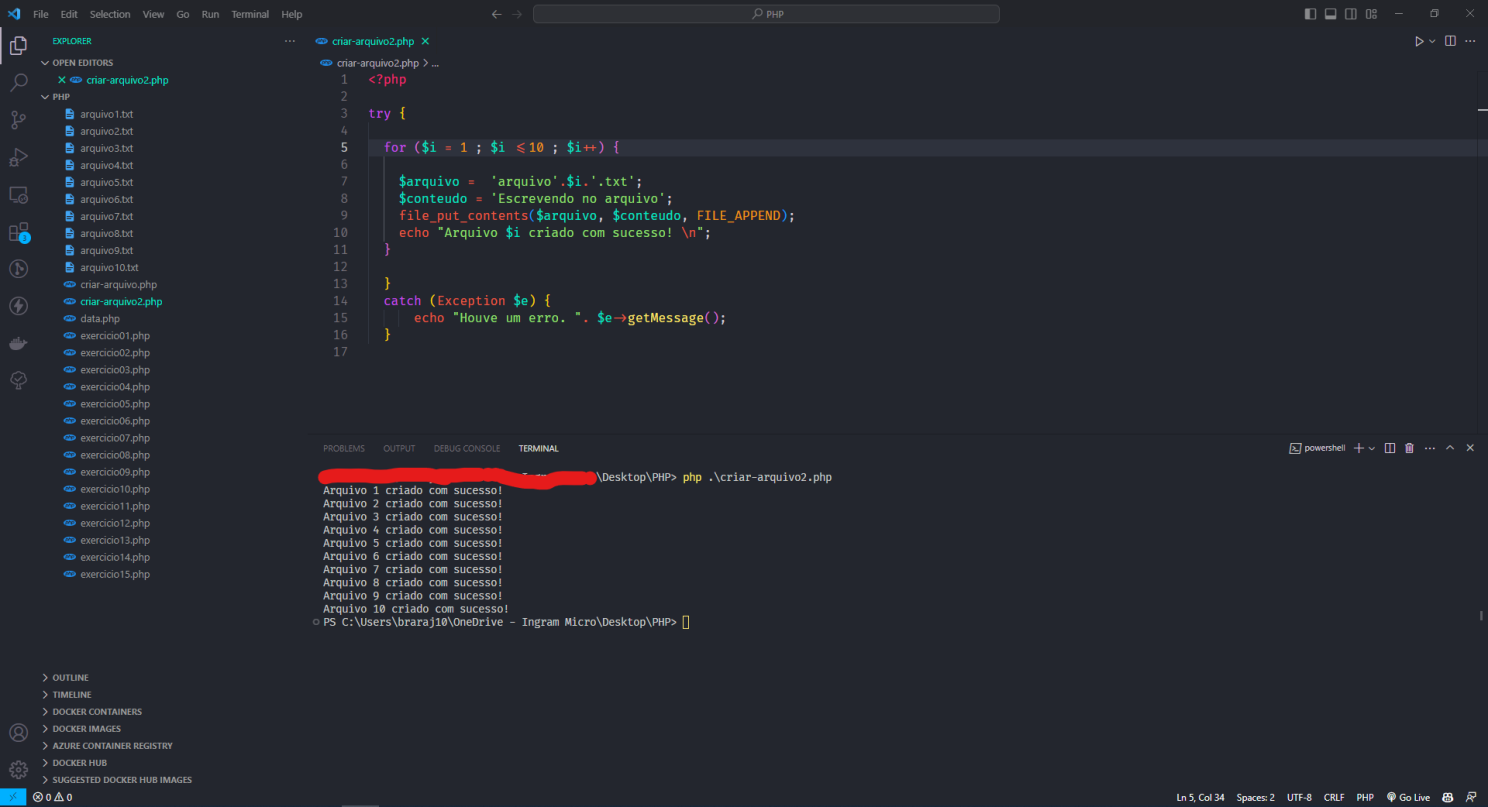 File Edit Selection View Go Run Terminal Help
PHP
EXPLORER
OPEN EDITORS
criar-arquivo2.php
PHP
arquivo1.txt
arquivo2.txt
arquivo3.txt
arquivo4.txt
arquivo5.txt
arquivo6.txt
arquivo7.txt
arquivo8.txt
arquivo9.txt
arquivo10.txt
criar-arquivo.php
criar-arquivo2.php
data.php
exercicio01.php
exercicio02.php
exercicio03.php
exercicio04.php
exercicio05.php
exercicio06.php
exercicio07.php
exercicio08.php
exercicio09.php
exercicio10.php
exercicio11.php
exercicio12.php
exercicio13.php
exercicio14.php
exercicio15.php
OUTLINE
TIMELINE
DOCKER CONTAINERS
DOCKER IMAGES
AZURE CONTAINER REGISTRY
DOCKER HUB
SUGGESTED DOCKER HUB IMAGES
criar-arquivo2.php
criar-arquivo2.php > ...
1 <?php
2
3 try {
4
5 for ($i = 1 ; $i <=10 ; $i++) {
6
7 $arquivo = 'arquivo'.$i.'.txt';
8 $conteudo = 'Escrevendo no arquivo';
9 file_put_contents($arquivo, $conteudo, FILE_APPEND);
10 echo "Arquivo $i criado com sucesso! \n";
11 }
12
13 }
14 catch (Exception $e) {
15 echo "Houve um erro. ". $e->getMessage();
16 }
17
PROBLEMS OUTPUT DEBUG CONSOLE TERMINAL
powershell
\Desktop\PHP> php .\criar-arquivo2.php
Arquivo 1 criado com sucesso!
Arquivo 2 criado com sucesso!
Arquivo 3 criado com sucesso!
Arquivo 4 criado com sucesso!
Arquivo 5 criado com sucesso!
Arquivo 6 criado com sucesso!
Arquivo 7 criado com sucesso!
Arquivo 8 criado com sucesso!
Arquivo 9 criado com sucesso!
Arquivo 10 criado com sucesso!
PS C:\Users\braraj10\OneDrive - Ingram Micro\Desktop\PHP>
0 0
Ln 5, Col 34 Spaces: 2 UTF-8 CRLF PHP Go Live